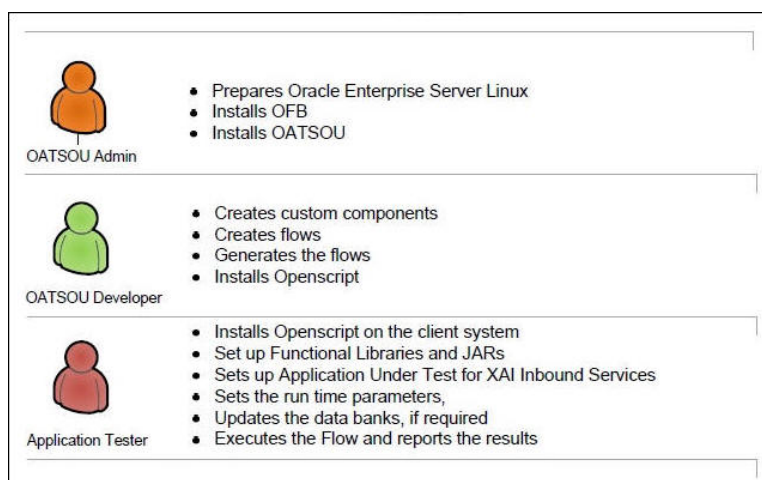 Prepares Oracle Enterprise Server Linux
Installs OFB
Installs OATSOU
OATSOU Admin
Creates custom components
Creates flows
Generates the flows
Installs Openscript
OATSOU Developer
Installs Openscript on the client system
Set up Functional Libraries and JARs
Sets up Application Under Test for XAI Inbound Services
Sets the run time parameters,
Updates the data banks, if required
Executes the Flow and reports the results
Application Tester